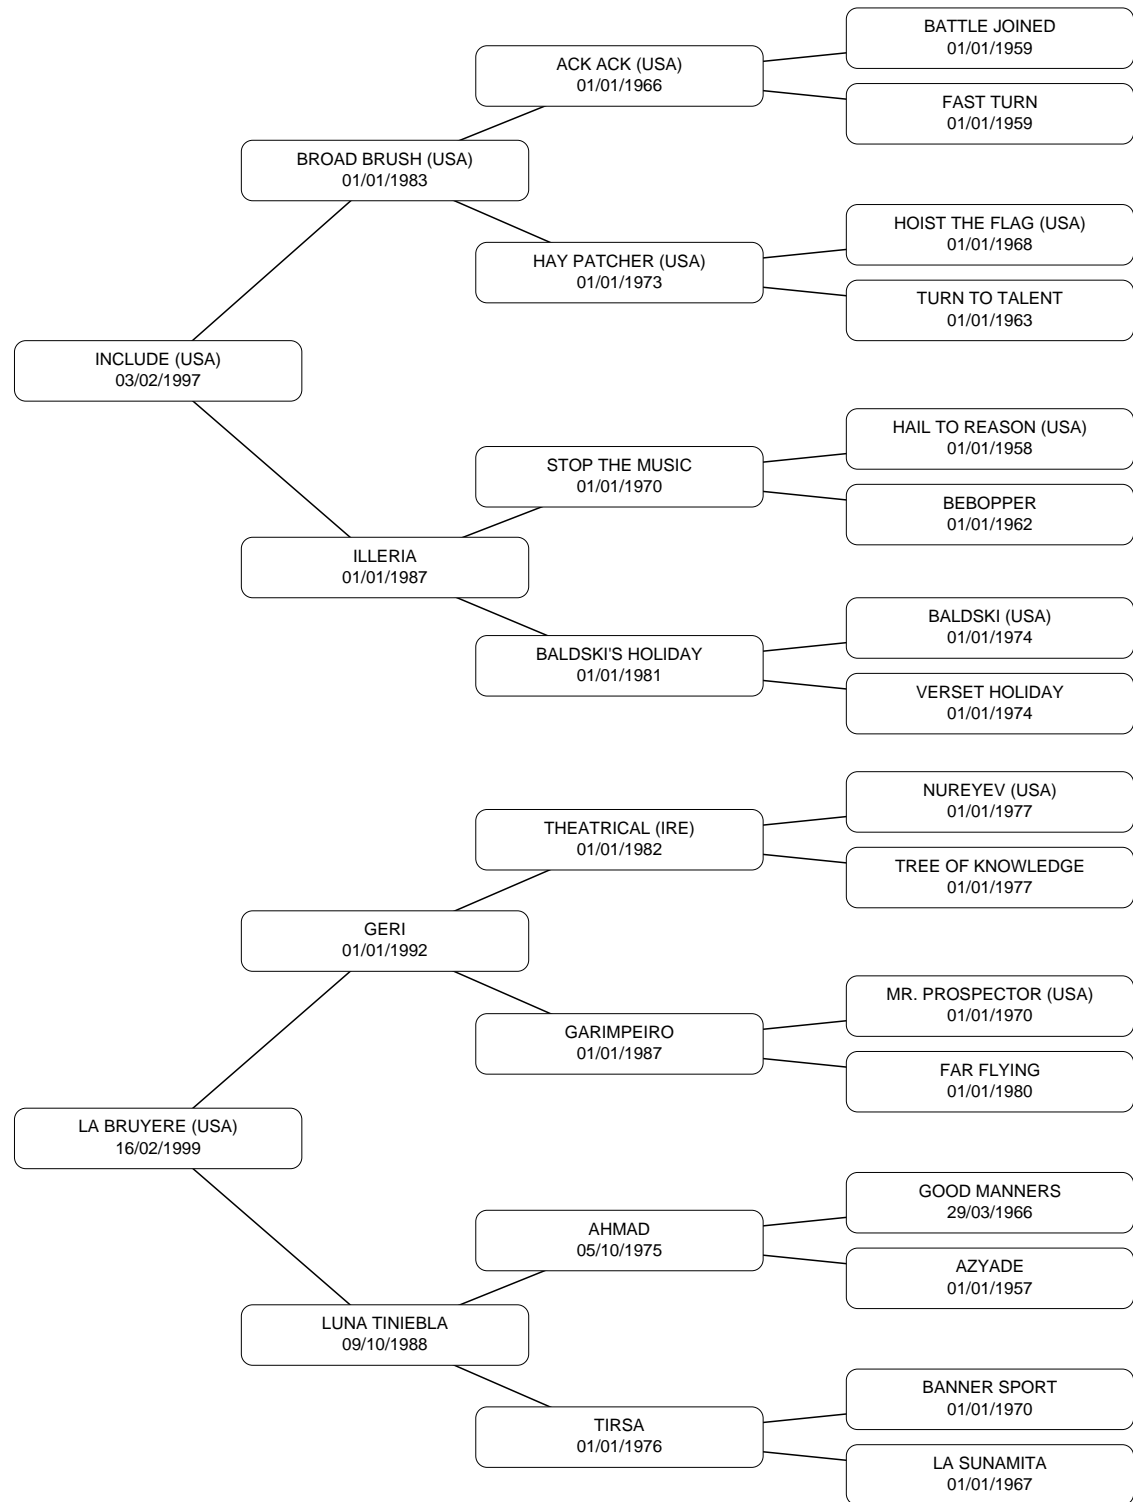 BATTLE JOINED
01/01/1959
ACK ACK (USA)
01/01/1966
FAST TURN
01/01/1959
BROAD BRUSH (USA)
01/01/1983
HOIST THE FLAG (USA)
01/01/1968
HAY PATCHER (USA)
01/01/1973
TURN TO TALENT
01/01/1963
INCLUDE (USA)
03/02/1997
HAIL TO REASON (USA)
01/01/1958
STOP THE MUSIC
01/01/1970
BEBOPPER
01/01/1962
ILLERIA
01/01/1987
BALDSKI (USA)
01/01/1974
BALDSKI'S HOLIDAY
01/01/1981
VERSET HOLIDAY
01/01/1974
NUREYEV (USA)
01/01/1977
THEATRICAL (IRE)
01/01/1982
TREE OF KNOWLEDGE
01/01/1977
GERI
01/01/1992
MR. PROSPECTOR (USA)
01/01/1970
GARIMPEIRO
01/01/1987
FAR FLYING
01/01/1980
LA BRUYERE (USA)
16/02/1999
GOOD MANNERS
29/03/1966
AHMAD
05/10/1975
AZYADE
01/01/1957
LUNA TINIEBLA
09/10/1988
BANNER SPORT
01/01/1970
TIRSA
01/01/1976
LA SUNAMITA
01/01/1967